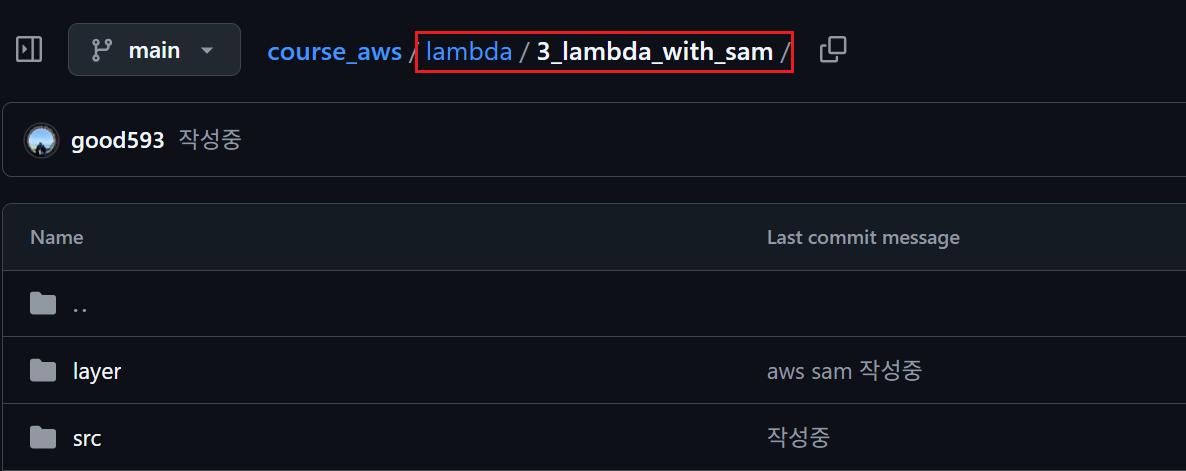 main course_aws / lambda / 3_lambda_with_sam /
good593 작성중
Name Last commit message
..
layer aws sam 작성중
src 작성중